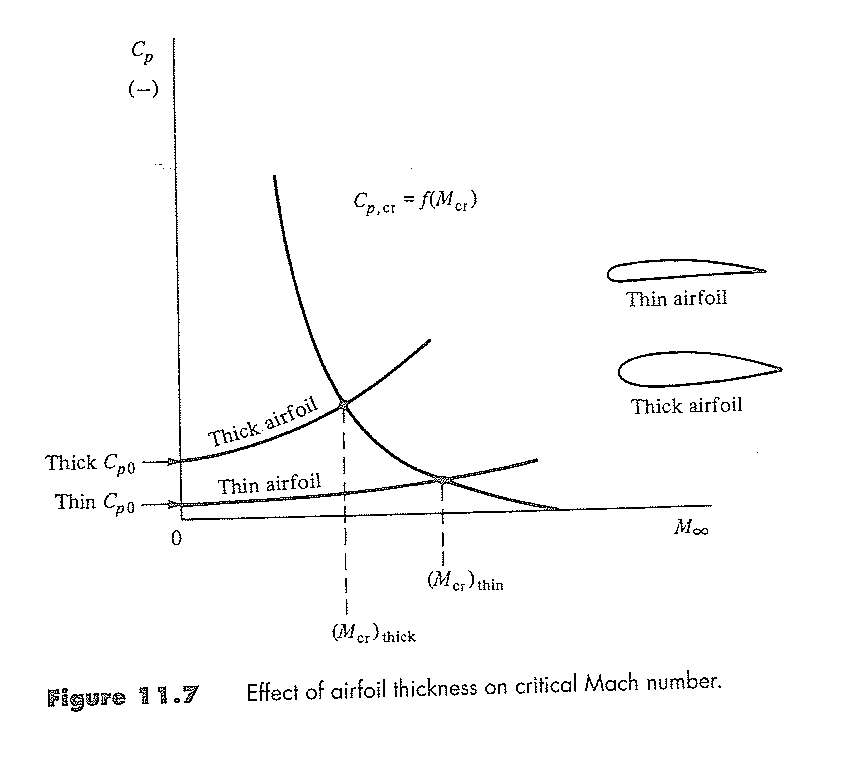 Cp
(–)
Cp,cr = f(Mcr)
Thin airfoil
Thick airfoil
Thick airfoil
Thick Cp0
Thin airfoil
Thin Cp0
0
M∞
(Mcr)thin
(Mcr)thick
Figure 11.7 Effect of airfoil thickness on critical Mach number.